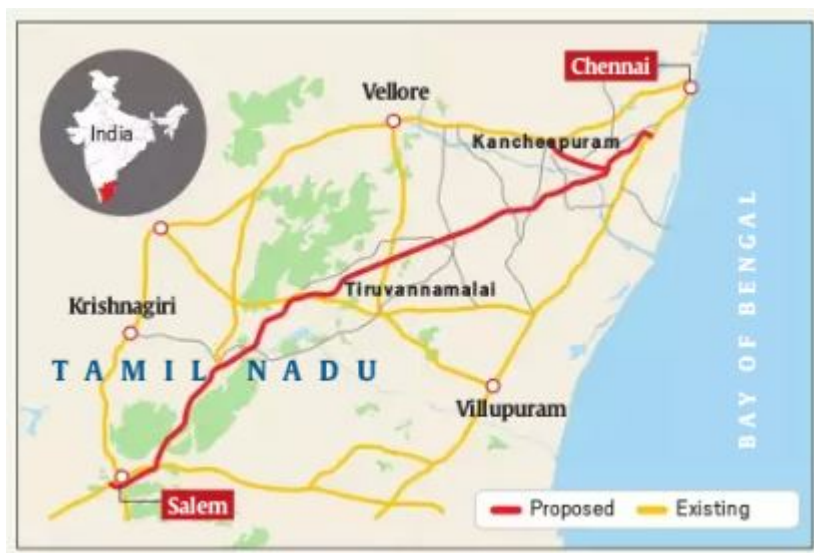 Chennai
Vellore
India
Kancheepuram
Tiruvannamalai
Krishnagiri
TAMIL NADU
Villupuram
BAY OF BENGAL
Salem
Proposed
Existing